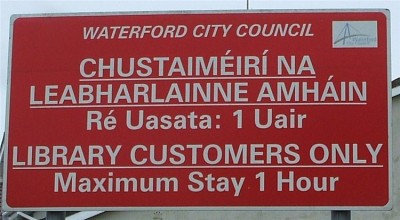 WATERFORD CITY COUNCIL
CHUSTAIMÉIRÍ NA
LEABHARLAINNE AMHÁIN
Ré Uasata: 1 Uair
LIBRARY CUSTOMERS ONLY
Maximum Stay 1 Hour